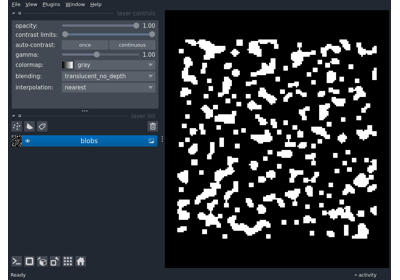 File View Plugins Window Help
layer controls
opacity: 1.00
contrast limits:
auto-contrast: once continuous
gamma: 1.00
colormap: gray
blending: translucent_no_depth
interpolation: nearest
layer list
blobs
Ready activity